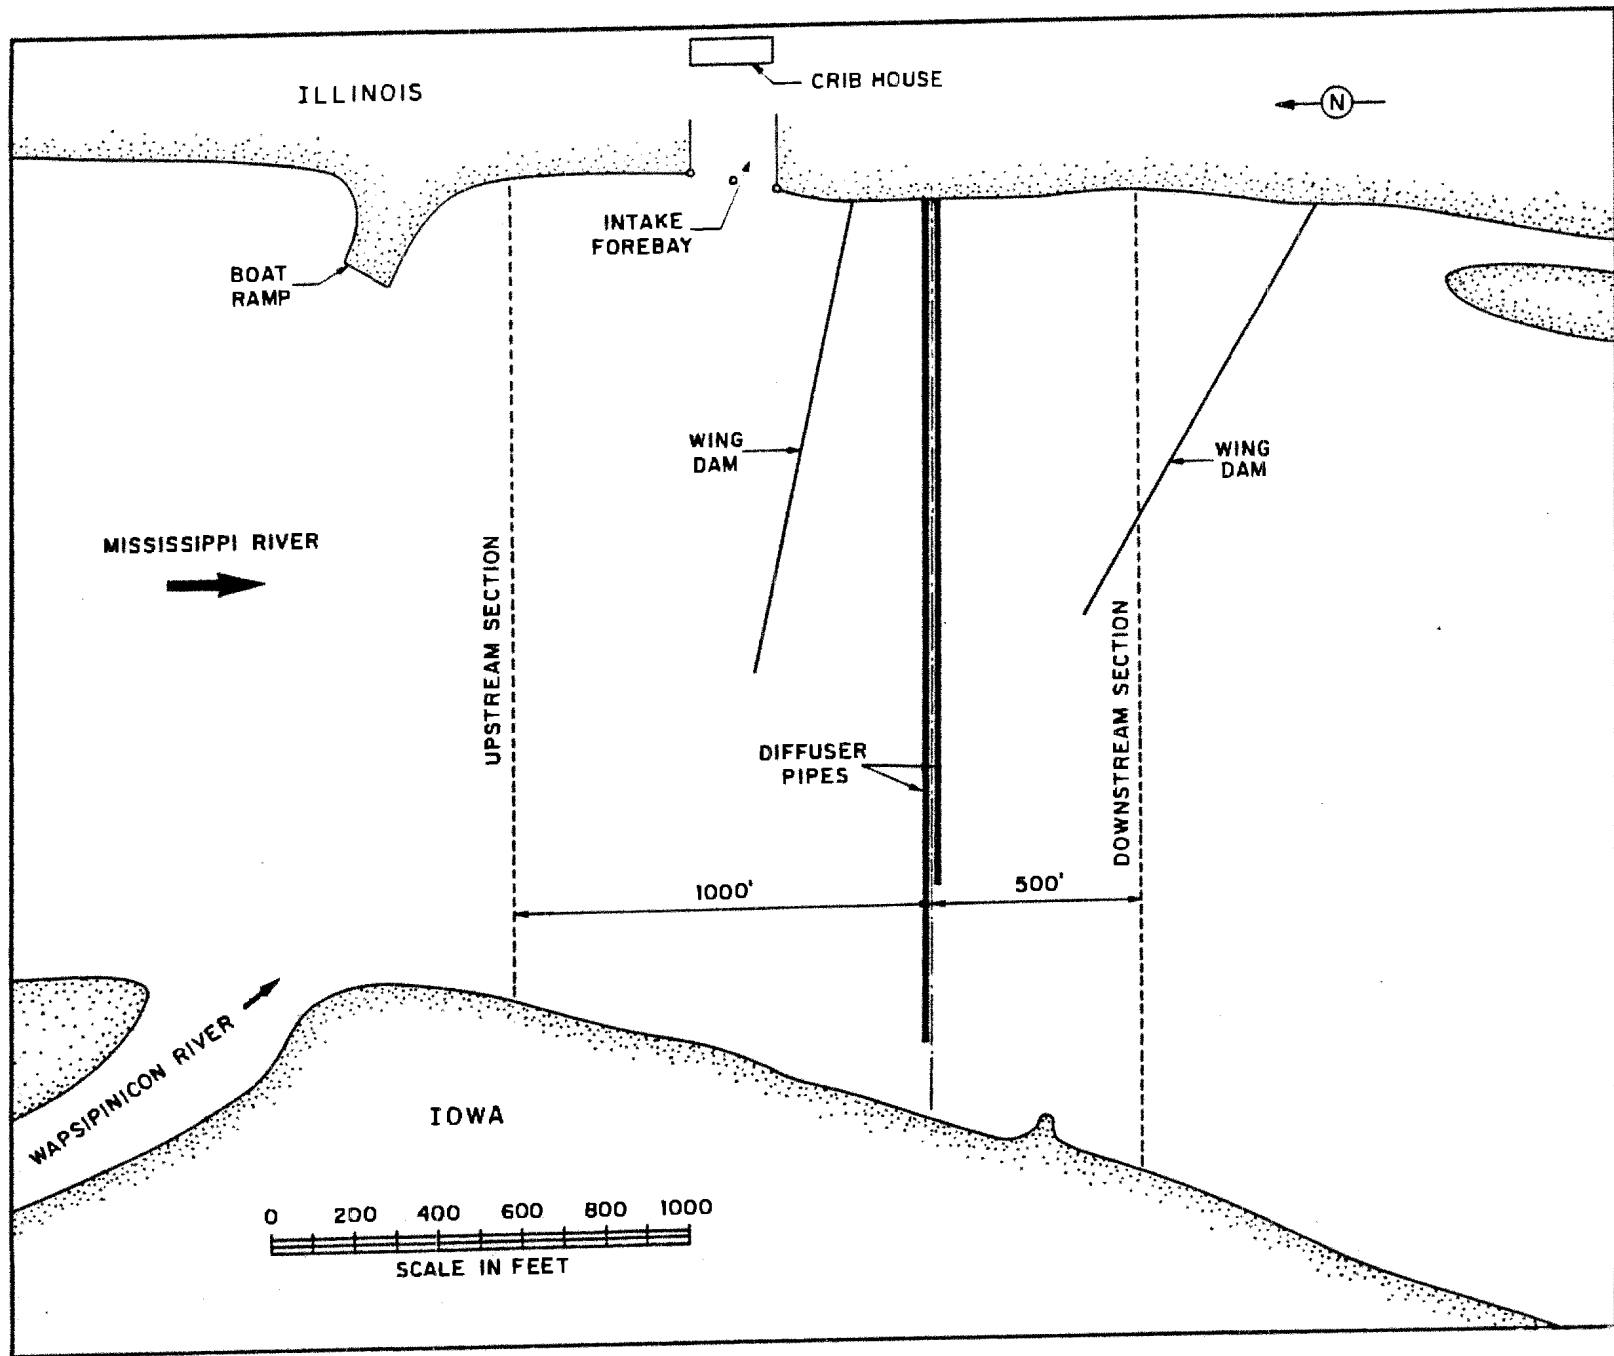 ILLINOIS
CRIB HOUSE
N
INTAKE
FOREBAY
BOAT
RAMP
WING
DAM
WING
DAM
MISSISSIPPI RIVER
UPSTREAM SECTION
DOWNSTREAM SECTION
DIFFUSER
PIPES
1000'
500'
WAPSIPINICON RIVER
IOWA
0 200 400 600 800 1000
SCALE IN FEET